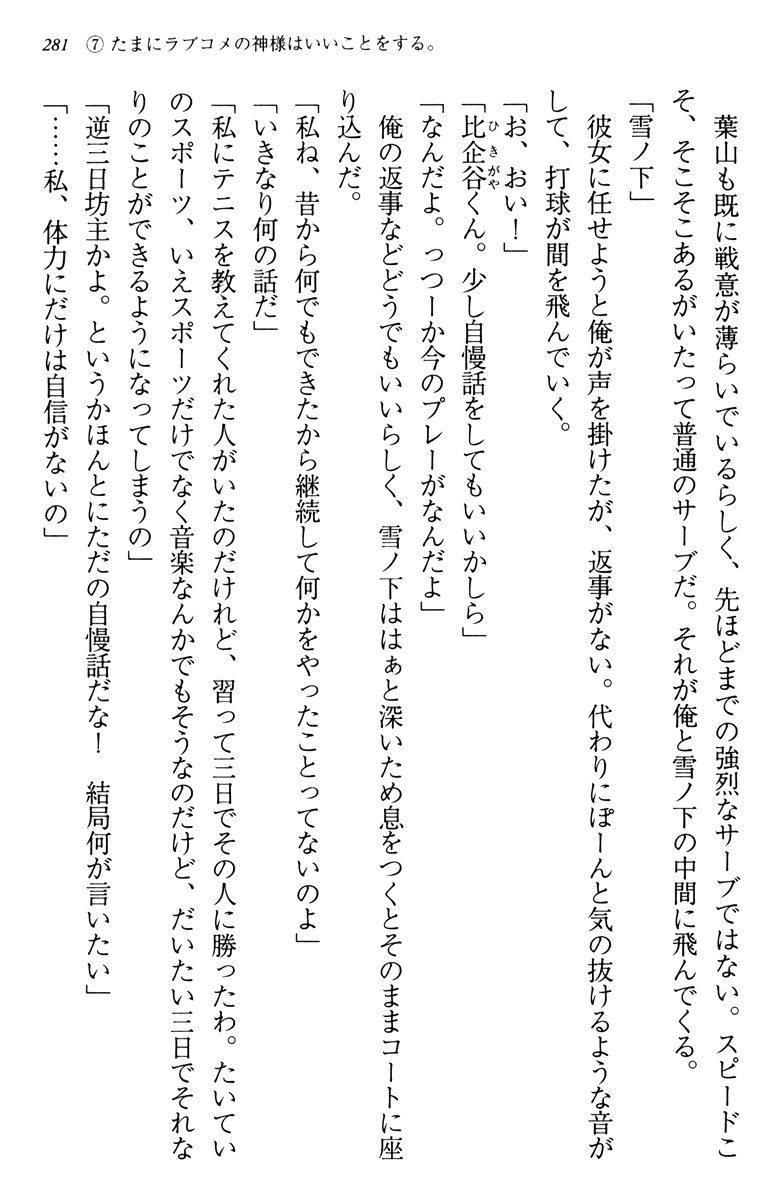 281 ⑦ たまにラブコメの神様はいいことをする。
　葉山も既に戦意が薄らいでいるらしく、先ほどまでの強烈なサーブではない。スピードこ
そ、そこそこあるがいたって普通のサーブだ。それが俺と雪ノ下の中間に飛んでくる。
「雪ノ下」
　彼女に任せようと俺が声を掛けたが、返事がない。代わりにぽーんと気の抜けるような音が
して、打球が間を飛んでいく。
「お、おい！」
「比企谷くん。少し自慢話をしてもいいかしら」
ひきがや
「なんだよ。っつーか今のプレーがなんだよ」
　俺の返事などどうでもいいらしく、雪ノ下ははぁと深いため息をつくとそのままコートに座
り込んだ。
「私ね、昔から何でもできたから継続して何かをやったことってないのよ」
「いきなり何の話だ」
「私にテニスを教えてくれた人がいたのだけれど、習って三日でその人に勝ったわ。たいてい
のスポーツ、いえスポーツだけでなく音楽なんかでもそうなのだけど、だいたい三日でそれな
りのことができるようになってしまうの」
「逆三日坊主かよ。というかほんとにただの自慢話だな！　結局何が言いたい」
「……私、体力にだけは自信がないの」